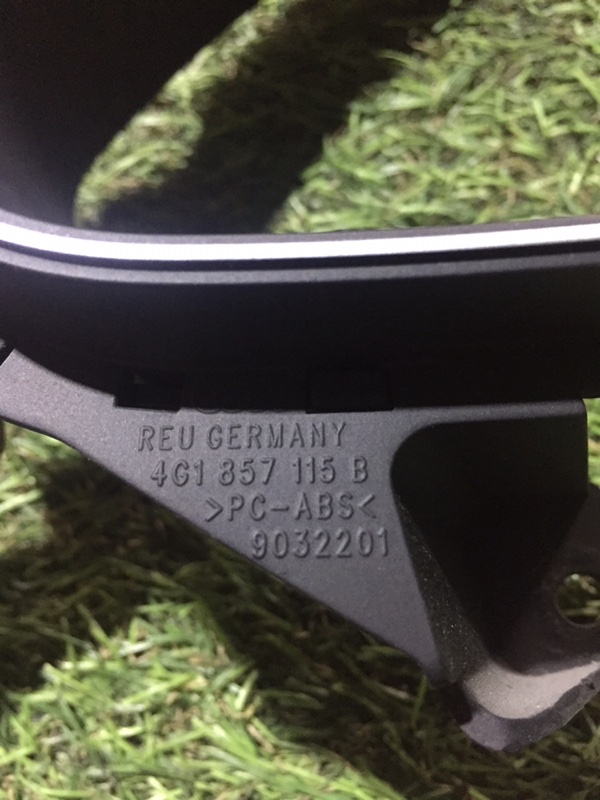 REU GERMANY
4G1 857 115 B
>PC-ABS<
9032201